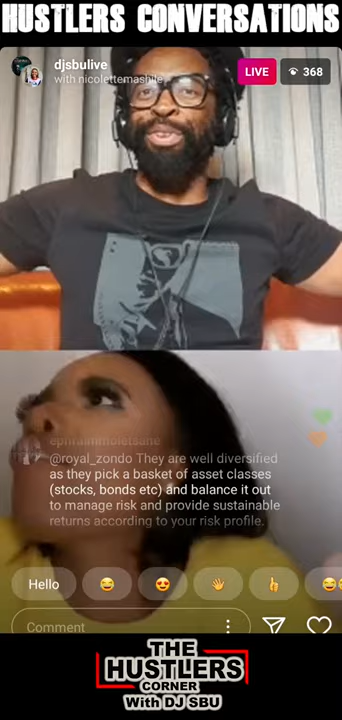 HUSTLERS CONVERSATIONS
djsbulive
with nicolettemashile
LIVE
368
ephraimmoletsane
@royal_zondo They are well diversified
as they pick a basket of asset classes
(stocks, bonds etc) and balance it out
to manage risk and provide sustainable
returns according to your risk profile.
Hello
Comment
THE
HUSTLERS
CORNER
With DJ SBU